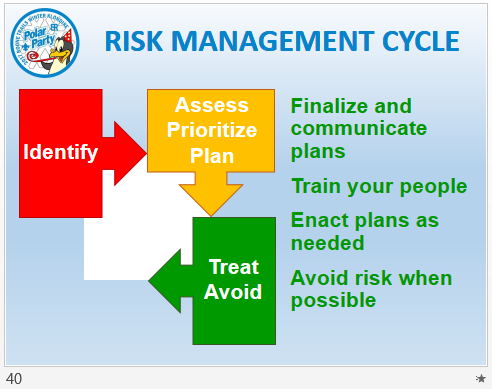 Polar
Party
RISK MANAGEMENT CYCLE
Identify
Assess
Prioritize
Plan
Treat
Avoid
Finalize and
communicate
plans
Train your people
Enact plans as
needed
Avoid risk when
possible
40